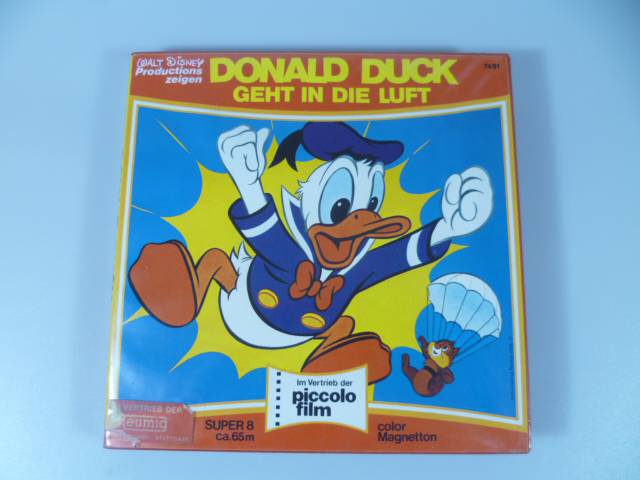 WALT DISNEY
Productions
zeigen
DONALD DUCK
7491
GEHT IN DIE LUFT
Im Vertrieb der
piccolo
film
VERTRIEB DER
eumig
SUPER 8
ca.65m
color
Magnetton